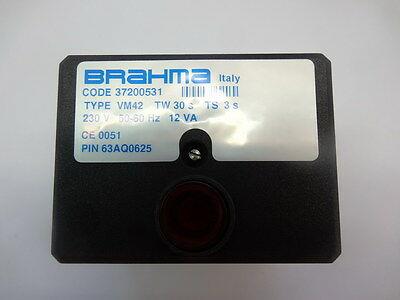 BRAHMA Italy
CODE 37200531
TYPE VM42 TW 30 s TS 3 s
230 V 50-60 Hz 12 VA
CE 0051
PIN 63AQ0625